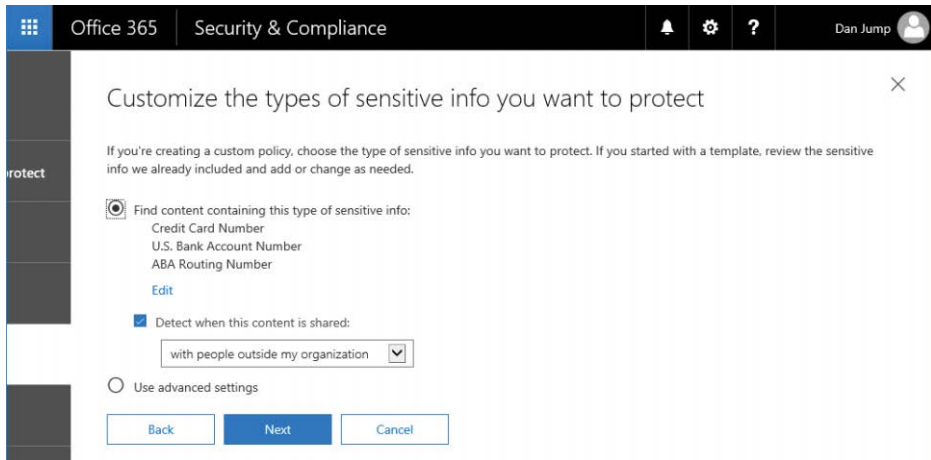 Office 365 Security & Compliance ? Dan Jump
Customize the types of sensitive info you want to protect
If you're creating a custom policy, choose the type of sensitive info you want to protect. If you started with a template, review the sensitive
info we already included and add or change as needed.
rotect
Find content containing this type of sensitive info:
Credit Card Number
U.S. Bank Account Number
ABA Routing Number
Edit
Detect when this content is shared:
with people outside my organization
Use advanced settings
Back Next Cancel